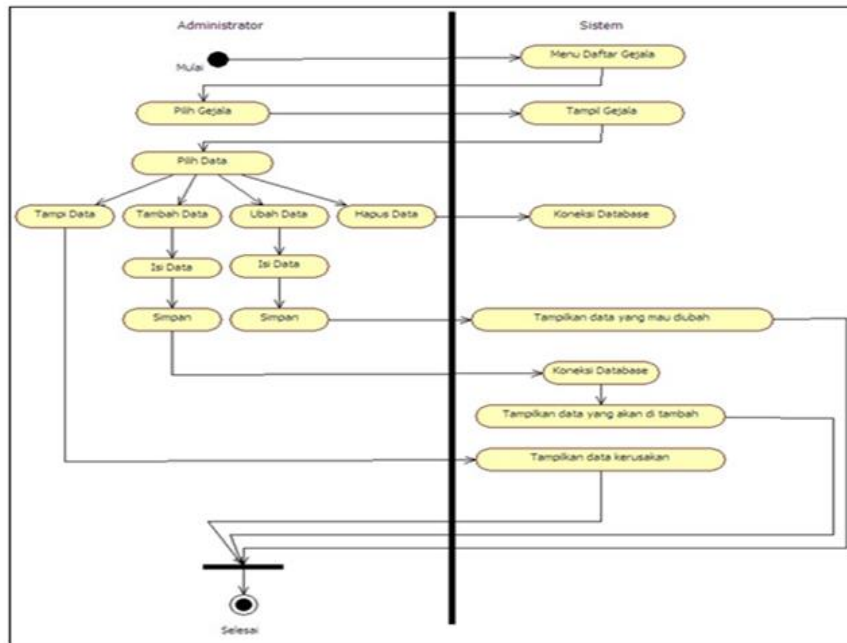 Administrator
Sistem
Mulai
Menu Daftar Gejala
Pilih Gejala
Tampil Gejala
Pilih Data
Tampi Data
Tambah Data
Ubah Data
Hapus Data
Koneksi Database
Isi Data
Isi Data
Simpan
Simpan
Tampilkan data yang mau diubah
Koneksi Database
Tampilkan data yang akan di tambah
Tampilkan data kerusakan
Selesai